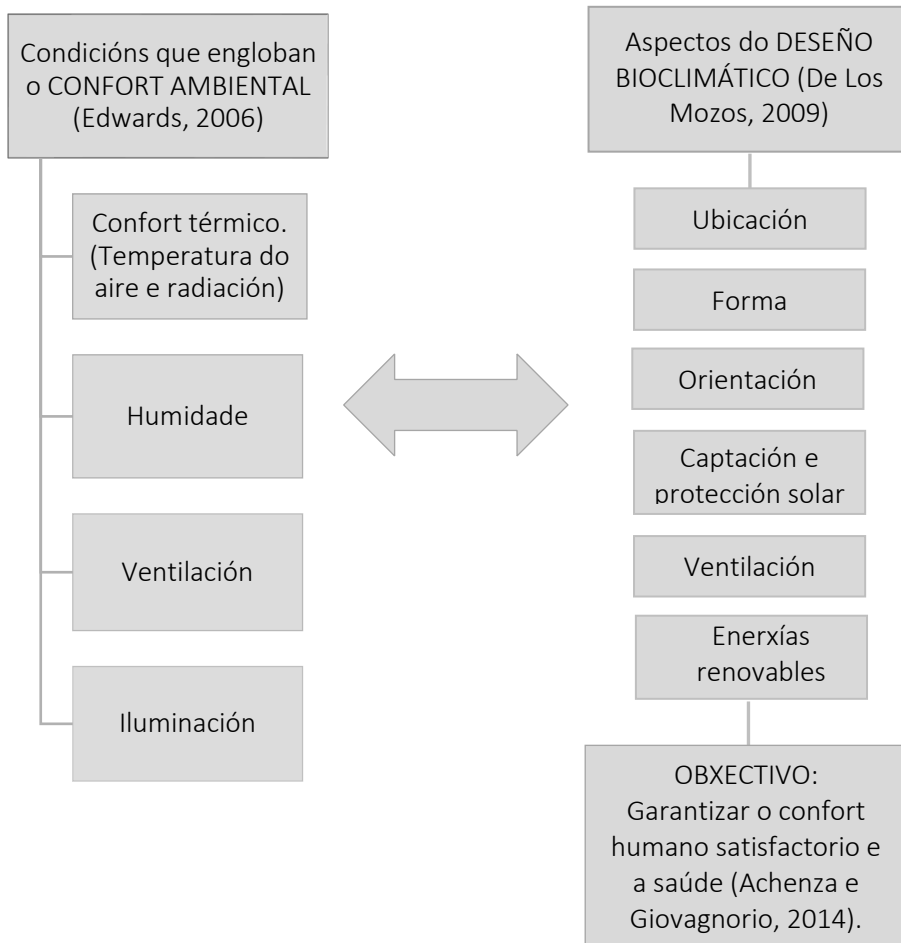 Condicións que engloban
o CONFORT AMBIENTAL
(Edwards, 2006)
Confort térmico.
(Temperatura do
aire e radiación)
Humidade
Ventilación
Iluminación
Aspectos do DESEÑO
BIOCLIMÁTICO (De Los
Mozos, 2009)
Ubicación
Forma
Orientación
Captación e
protección solar
Ventilación
Enerxías
renovables
OBXECTIVO:
Garantizar o confort
humano satisfactorio e
a saúde (Achenza e
Giovagnorio, 2014).